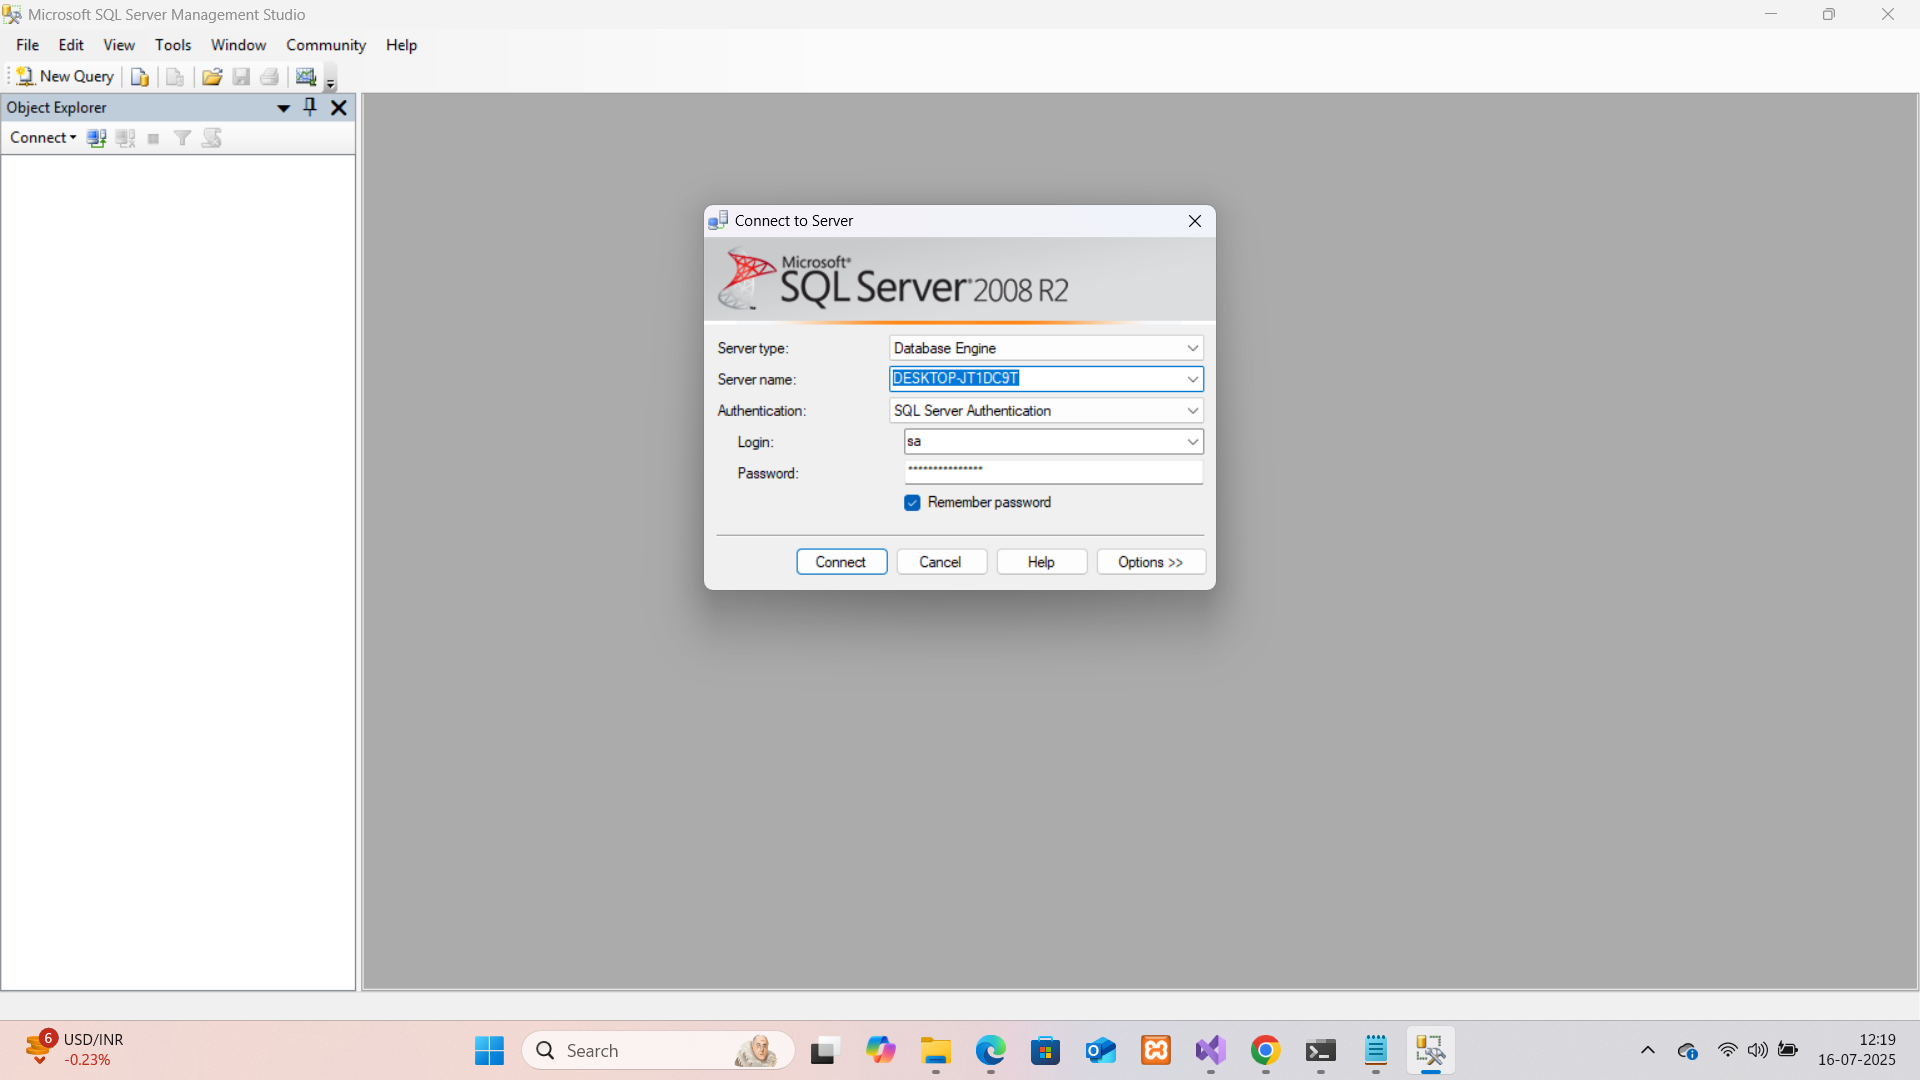 Microsoft SQL Server Management Studio
File Edit View Tools Window Community Help
New Query
Object Explorer
Connect
Connect to Server
Microsoft®
SQL Server® 2008 R2
Server type: Database Engine
Server name: DESKTOP-JT1DC9T
Authentication: SQL Server Authentication
Login: sa
Password: ***************
Remember password
Connect Cancel Help Options >>
6 USD/INR
-0.23%
Search
12:19
16-07-2025